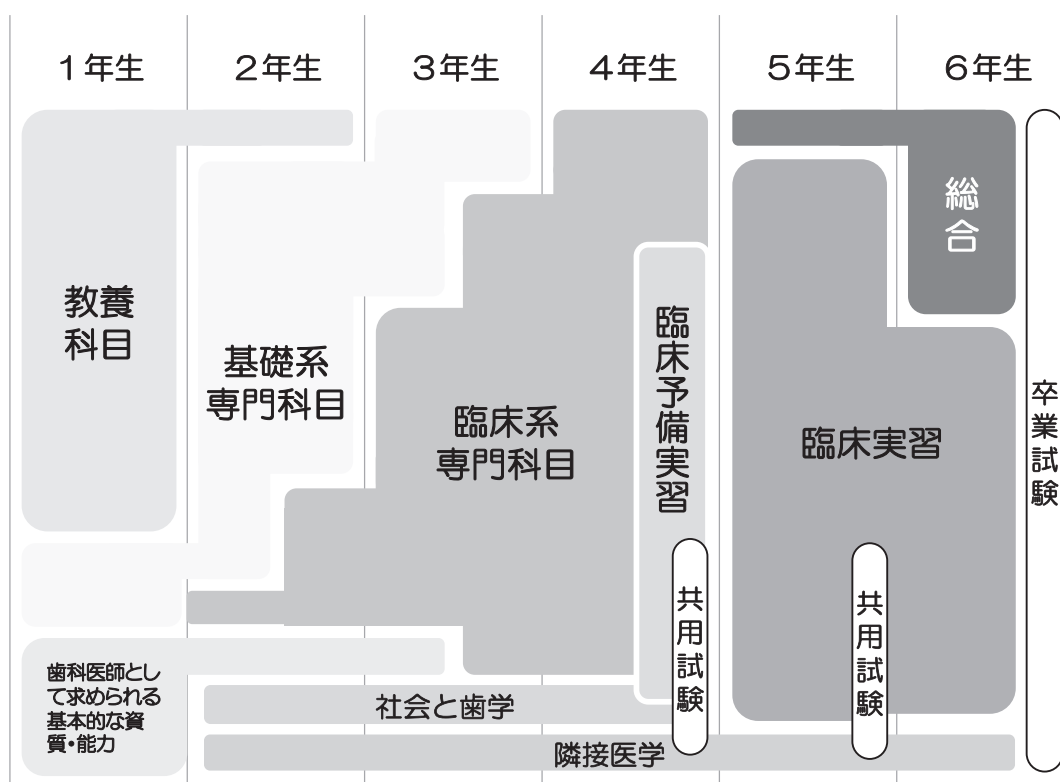 1年生
2年生
3年生
4年生
5年生
6年生
教養
科目
基礎系
専門科目
臨床系
専門科目
臨床予備実習
共用試験
臨床実習
共用試験
総合
卒業試験
歯科医師とし
て求められる
基本的な資
質・能力
社会と歯学
隣接医学